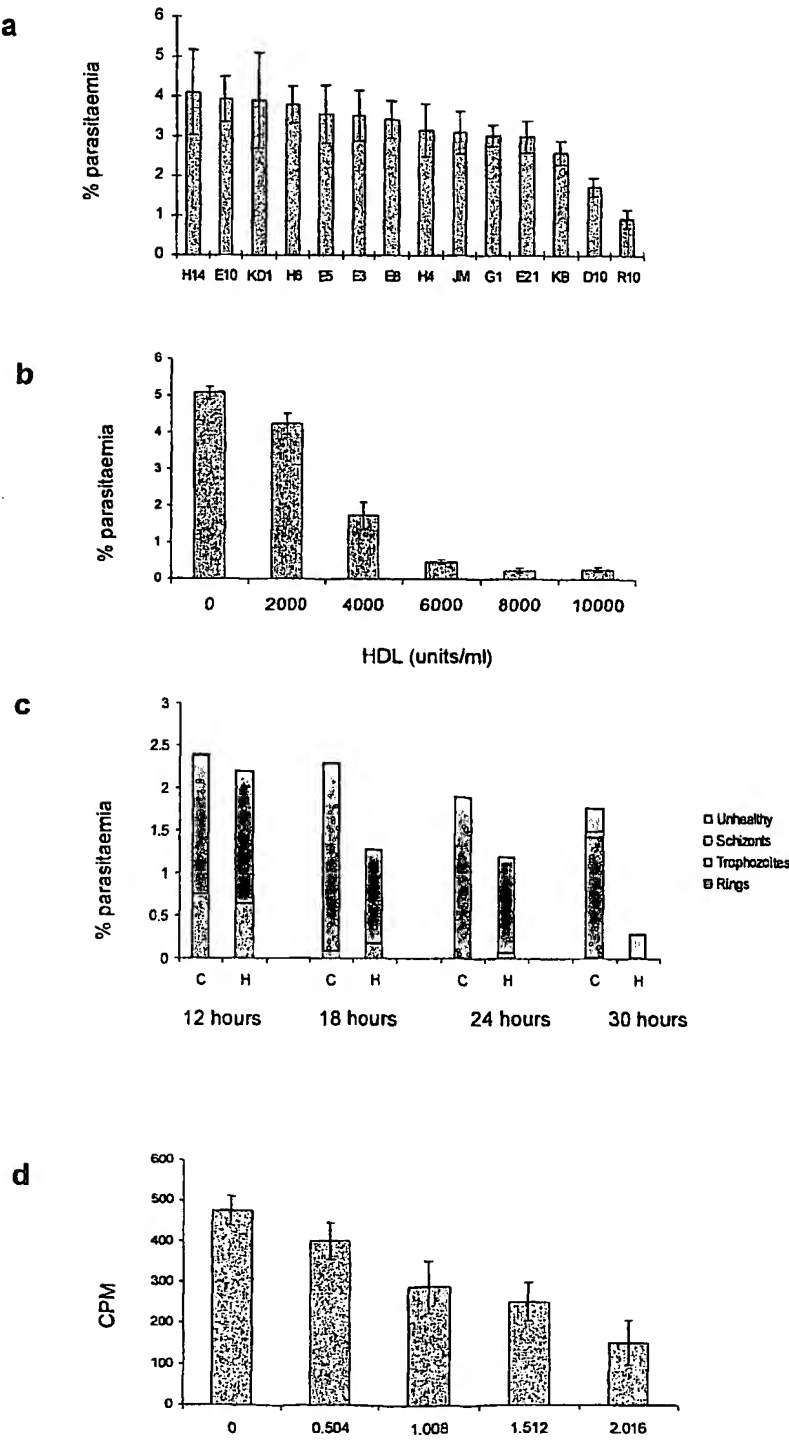 a
% parasitaemia
6
5
4
3
2
1
0
H14 E10 KD1 H6 E5 E3 E8 H4 JM G1 E21 KB D10 R10
b
% parasitaemia
6
5
4
3
2
1
0
0 2000 4000 6000 8000 10000
HDL (units/ml)
c
% parasitaemia
3
2.5
2
1.5
1
0.5
0
C H C H C H C H
12 hours 18 hours 24 hours 30 hours
Unhealthy
Schizonts
Trophozoites
Rings
d
CPM
600
500
400
300
200
100
0
0 0.504 1.008 1.512 2.016